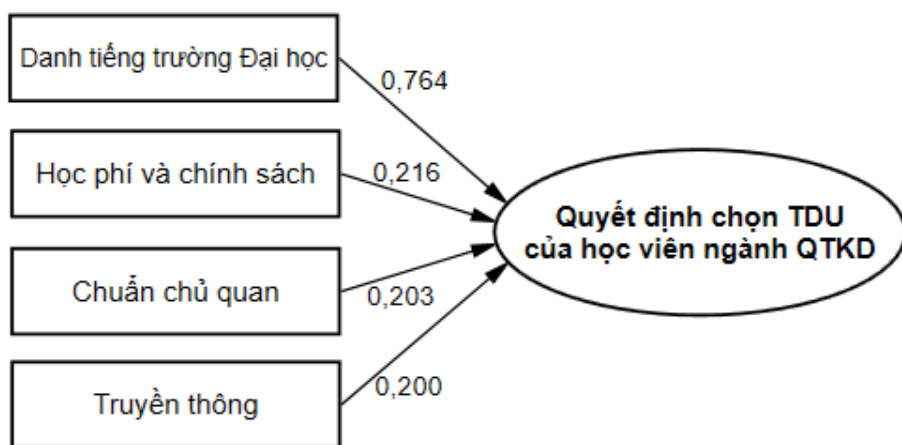 Danh tiếng trường Đại học
0,764
Học phí và chính sách
0,216
Quyết định chọn TDU
của học viên ngành QTKD
Chuẩn chủ quan
0,203
Truyền thông
0,200